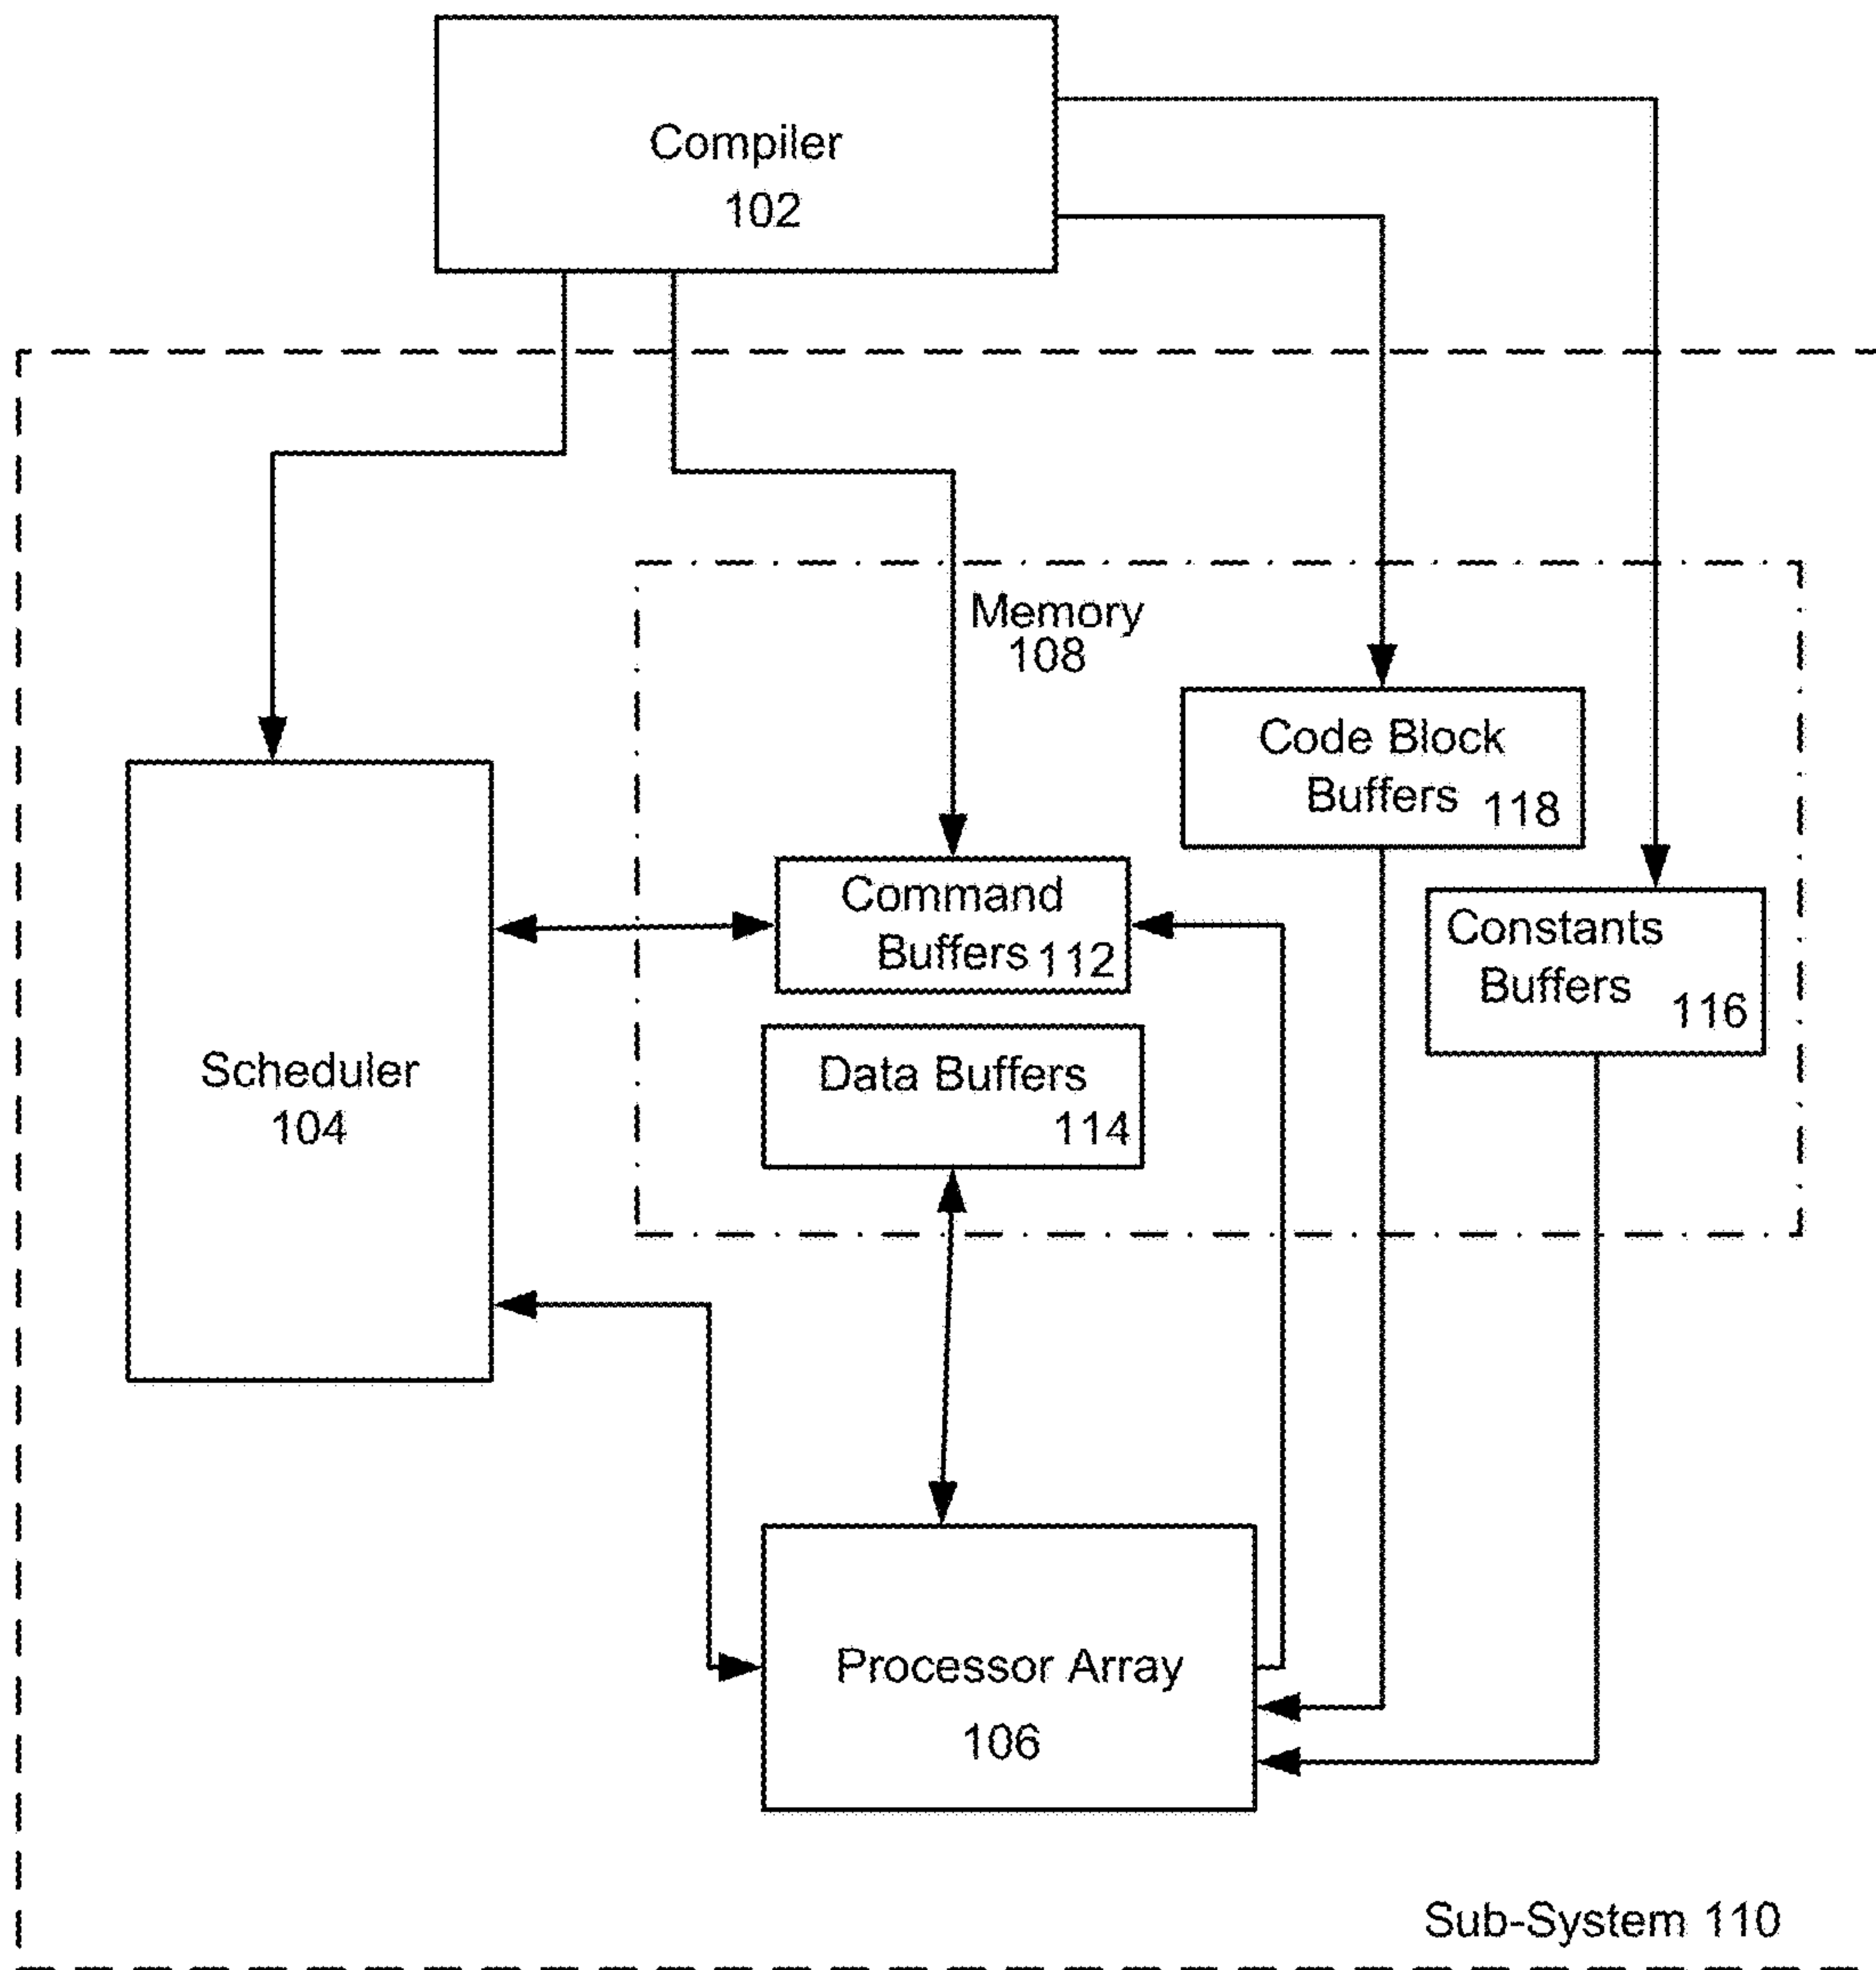 Compiler
102
Memory
108
Code Block
Buffers 118
Command
Buffers 112
Constants
Buffers 116
Scheduler
104
Data Buffers
114
Processor Array
106
Sub-System 110